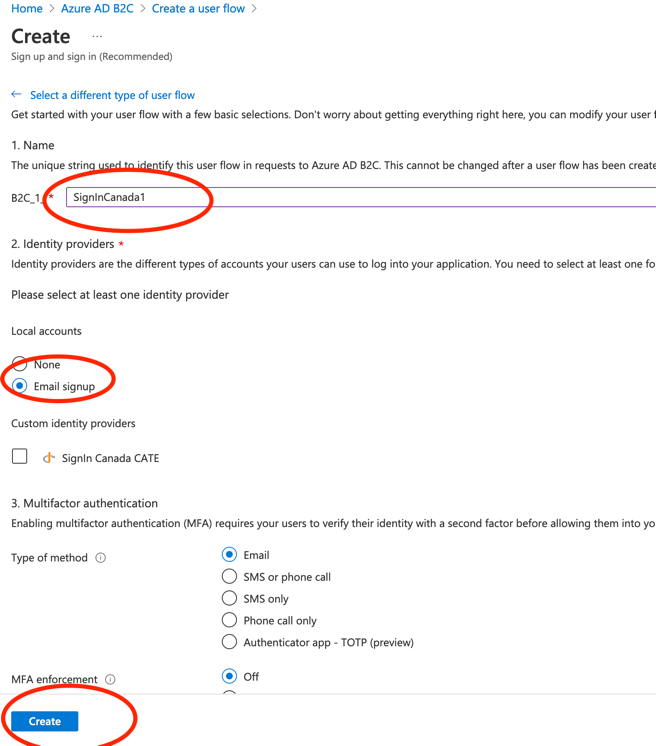 Home > Azure AD B2C > Create a user flow >
Create ...
Sign up and sign in (Recommended)
← Select a different type of user flow
Get started with your user flow with a few basic selections. Don't worry about getting everything right here, you can modify your user f
1. Name
The unique string used to identify this user flow in requests to Azure AD B2C. This cannot be changed after a user flow has been create
B2C_1_ * SignInCanada1
2. Identity providers *
Identity providers are the different types of accounts your users can use to log into your application. You need to select at least one fo
Please select at least one identity provider
Local accounts
None
Email signup
Custom identity providers
SignIn Canada CATE
3. Multifactor authentication
Enabling multifactor authentication (MFA) requires your users to verify their identity with a second factor before allowing them into yo
Type of method
Email
SMS or phone call
SMS only
Phone call only
Authenticator app - TOTP (preview)
MFA enforcement
Off
Create